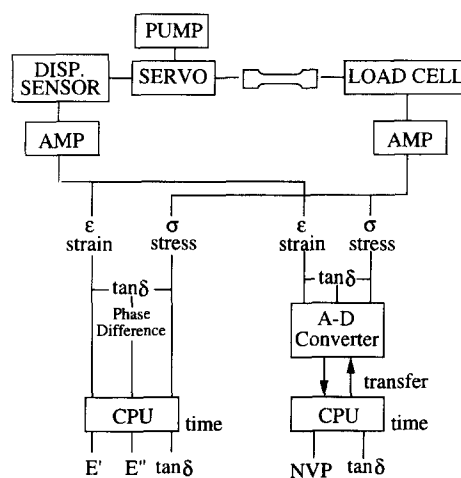 PUMP
DISP.
SENSOR
SERVO
LOAD CELL
AMP
AMP
ε
strain
σ
stress
ε
strain
σ
stress
tanδ
Phase
Difference
tanδ
A-D
Converter
transfer
CPU
time
CPU
time
E'
E"
tanδ
NVP
tanδ